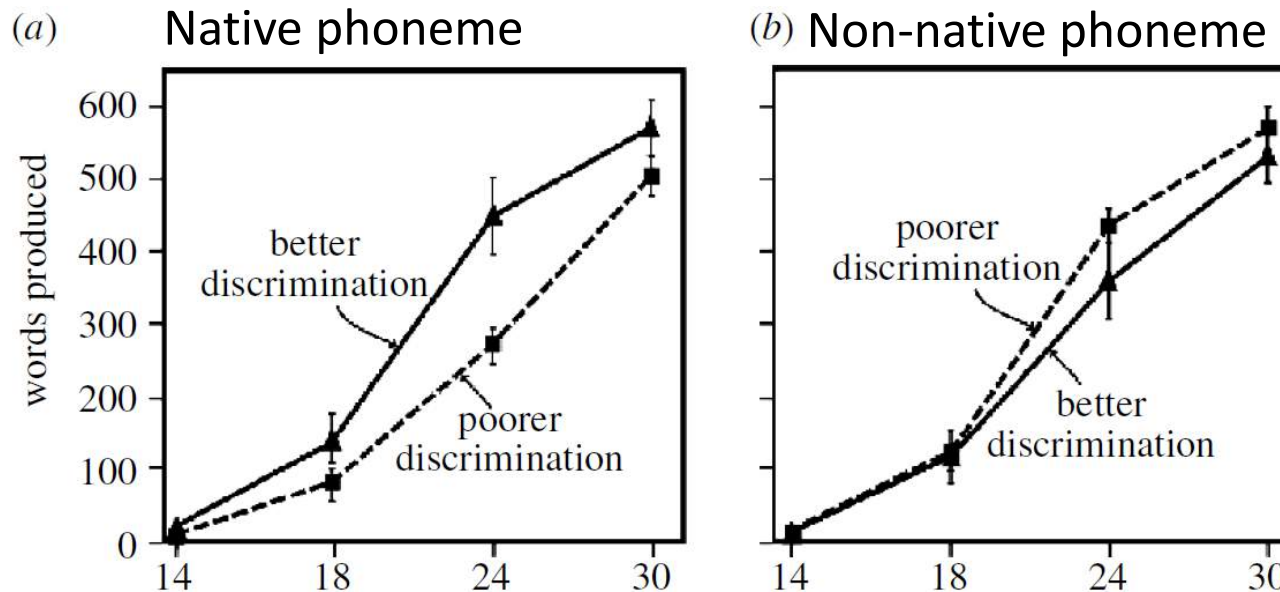 (a) Native phoneme
600
500
400
300
200
100
0
words produced
better
discrimination
poorer
discrimination
14 18 24 30
(b) Non-native phoneme
poorer
discrimination
better
discrimination
14 18 24 30